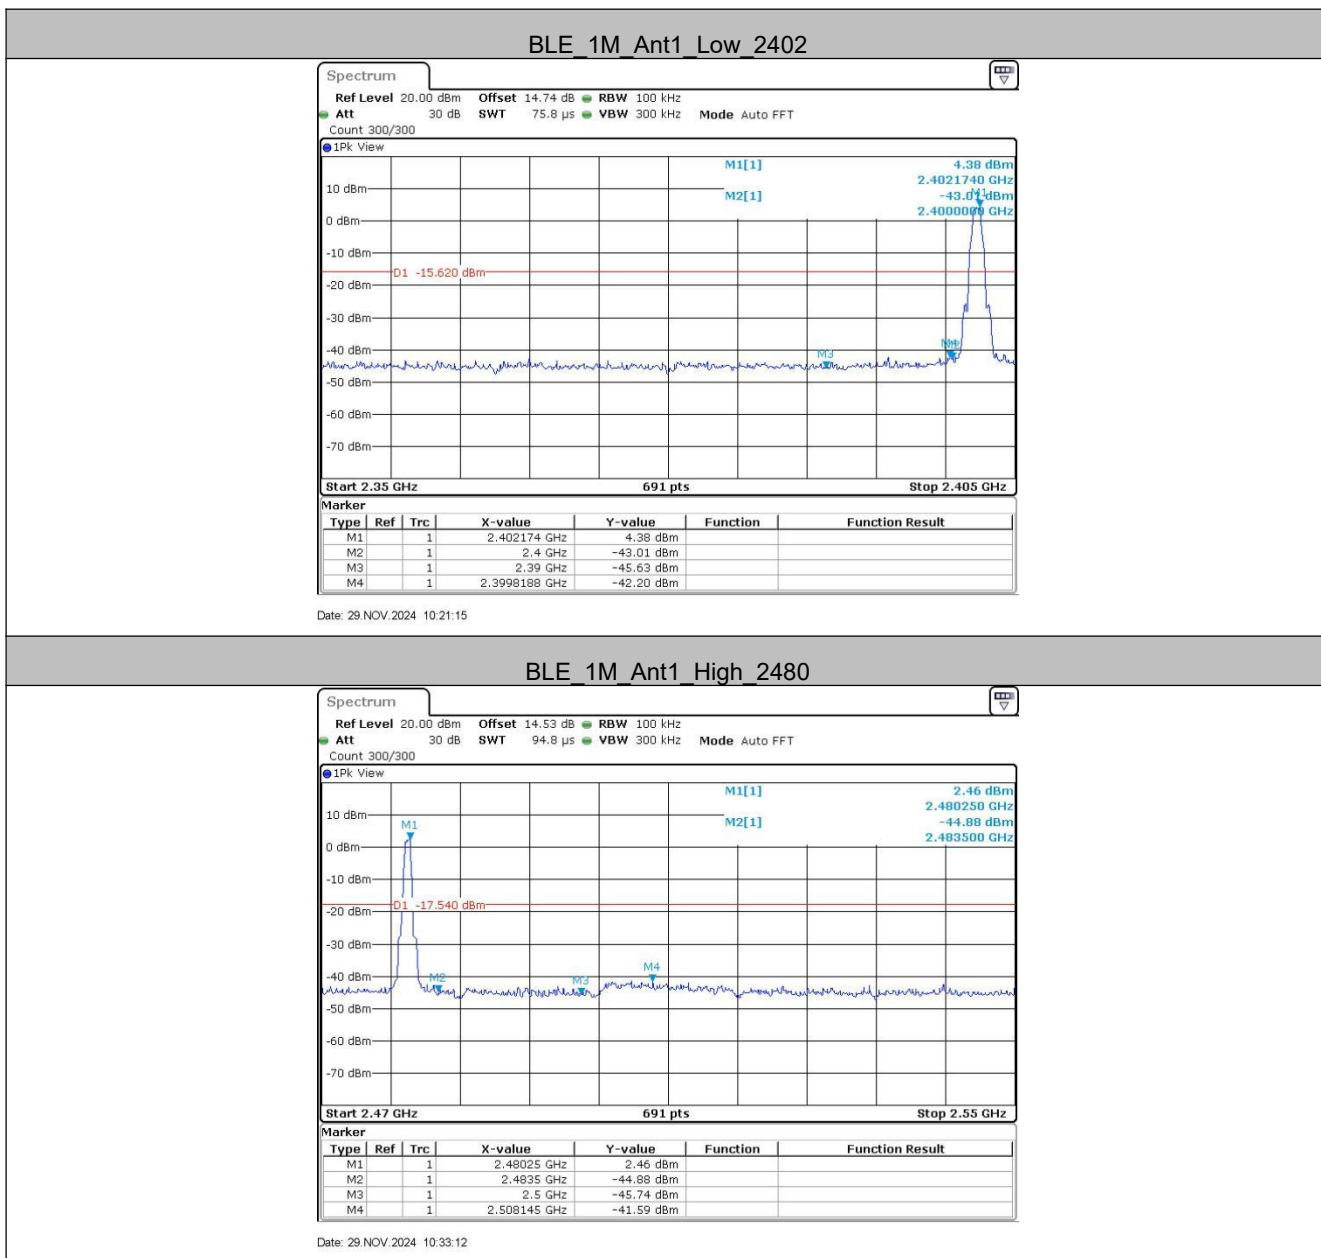 BLE_1M_Ant1_Low_2402
Spectrum
Ref Level 20.00 dBm Offset 14.74 dB RBW 100 kHz
Att 30 dB SWT 75.8 µs VBW 300 kHz Mode Auto FFT
Count 300/300
1Pk View
M1[1] 4.38 dBm
2.4021740 GHz
M2[1] -43.01 dBm
2.4000000 GHz
M1
10 dBm
0 dBm
-10 dBm
D1 -15.620 dBm
-20 dBm
-30 dBm
-40 dBm
M3
M4
M2
-50 dBm
-60 dBm
-70 dBm
Start 2.35 GHz 691 pts Stop 2.405 GHz
Marker
Type Ref Trc X-value Y-value Function Function Result
M1 1 2.402174 GHz 4.38 dBm
M2 1 2.4 GHz -43.01 dBm
M3 1 2.39 GHz -45.63 dBm
M4 1 2.3998188 GHz -42.20 dBm
Date: 29.NOV.2024 10:21:15
BLE_1M_Ant1_High_2480
Spectrum
Ref Level 20.00 dBm Offset 14.53 dB RBW 100 kHz
Att 30 dB SWT 94.8 µs VBW 300 kHz Mode Auto FFT
Count 300/300
1Pk View
M1[1] 2.46 dBm
2.480250 GHz
M2[1] -44.88 dBm
2.483500 GHz
10 dBm
M1
0 dBm
-10 dBm
D1 -17.540 dBm
-20 dBm
-30 dBm
-40 dBm
M2
M3
M4
-50 dBm
-60 dBm
-70 dBm
Start 2.47 GHz 691 pts Stop 2.55 GHz
Marker
Type Ref Trc X-value Y-value Function Function Result
M1 1 2.48025 GHz 2.46 dBm
M2 1 2.4835 GHz -44.88 dBm
M3 1 2.5 GHz -45.74 dBm
M4 1 2.508145 GHz -41.59 dBm
Date: 29.NOV.2024 10:33:12